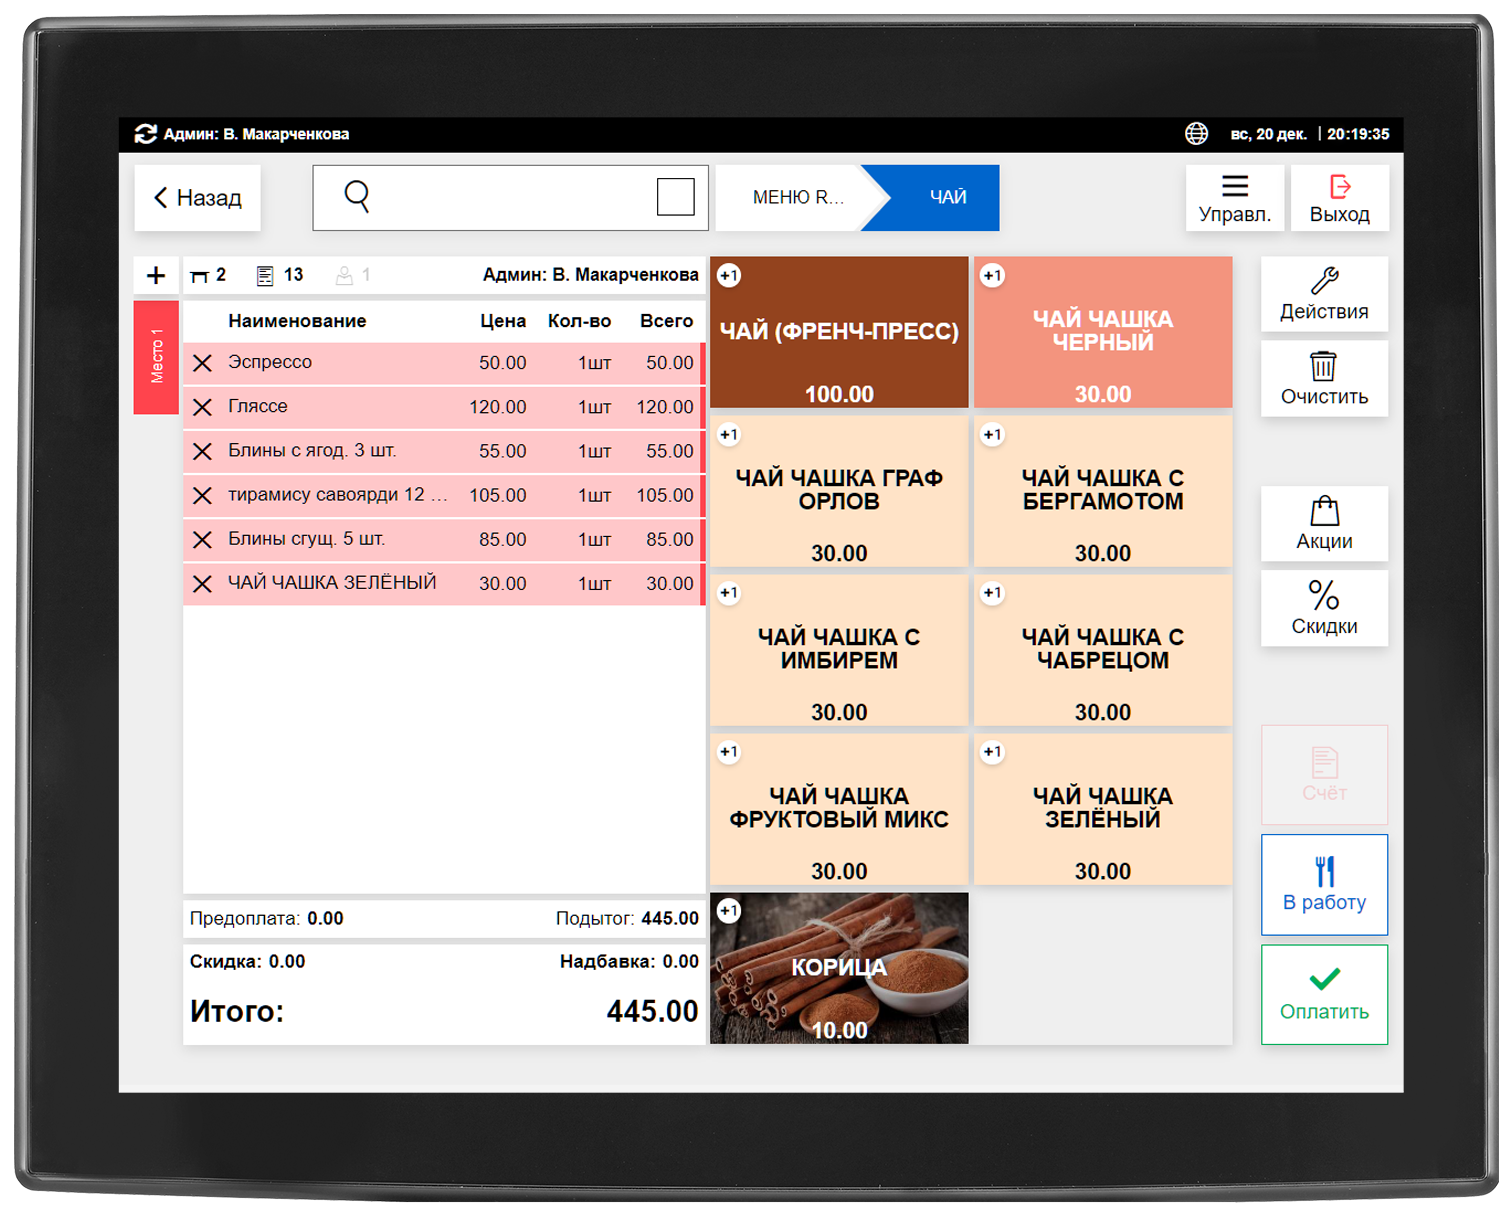 Админ: В. Макарченкова
вс, 20 дек. | 20:19:35
Назад
МЕНЮ R...
ЧАЙ
Управл.
Выход
+
2
13
1
Админ: В. Макарченкова
Место 1
Наименование Цена Кол-во Всего
Эспрессо 50.00 1шт 50.00
Гляссе 120.00 1шт 120.00
Блины с ягод. 3 шт. 55.00 1шт 55.00
тирамису савоярди 12 ... 105.00 1шт 105.00
Блины сгущ. 5 шт. 85.00 1шт 85.00
ЧАЙ ЧАШКА ЗЕЛЁНЫЙ 30.00 1шт 30.00
Предоплата: 0.00 Подытог: 445.00
Скидка: 0.00 Надбавка: 0.00
Итого: 445.00
+1
ЧАЙ (ФРЕНЧ-ПРЕСС)
100.00
+1
ЧАЙ ЧАШКА
ЧЕРНЫЙ
30.00
+1
ЧАЙ ЧАШКА ГРАФ
ОРЛОВ
30.00
+1
ЧАЙ ЧАШКА С
БЕРГАМОТОМ
30.00
+1
ЧАЙ ЧАШКА С
ИМБИРЕМ
30.00
+1
ЧАЙ ЧАШКА С
ЧАБРЕЦОМ
30.00
+1
ЧАЙ ЧАШКА
ФРУКТОВЫЙ МИКС
30.00
+1
ЧАЙ ЧАШКА
ЗЕЛЁНЫЙ
30.00
+1
КОРИЦА
10.00
Действия
Очистить
Акции
%
Скидки
Счёт
В работу
Оплатить